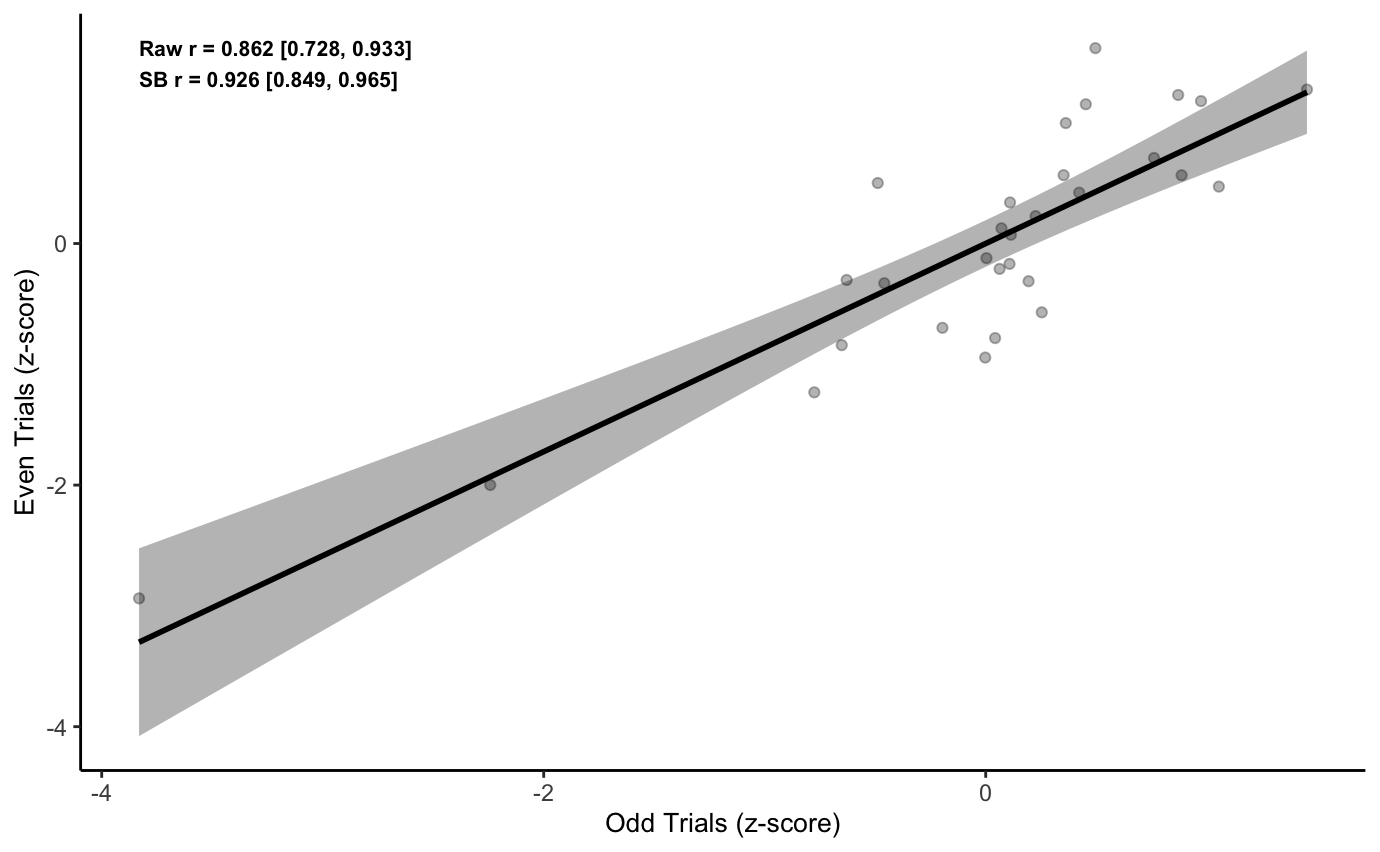 Raw r = 0.862 [0.728, 0.933]
SB r = 0.926 [0.849, 0.965]
Even Trials (z-score)
0
-2
-4
-4
-2
0
Odd Trials (z-score)